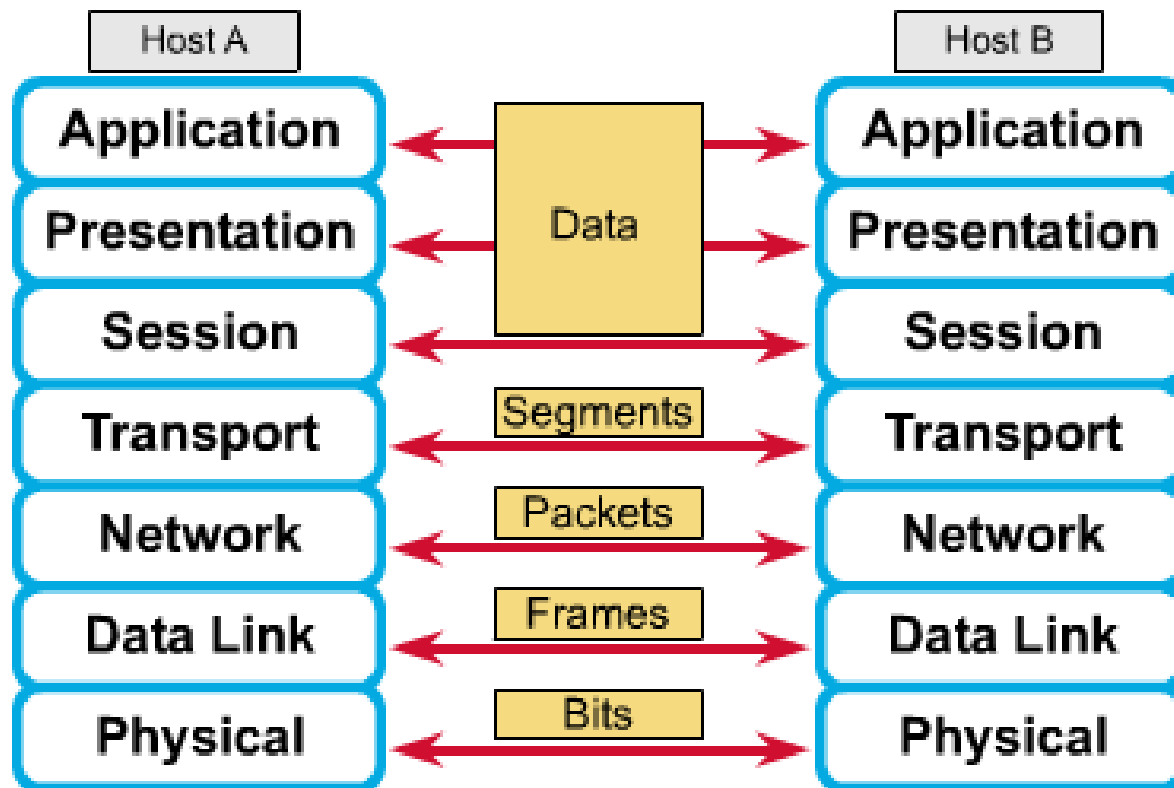 Host A
Host B
Application
Application
Presentation
Data
Presentation
Session
Session
Segments
Transport
Transport
Packets
Network
Network
Frames
Data Link
Data Link
Bits
Physical
Physical